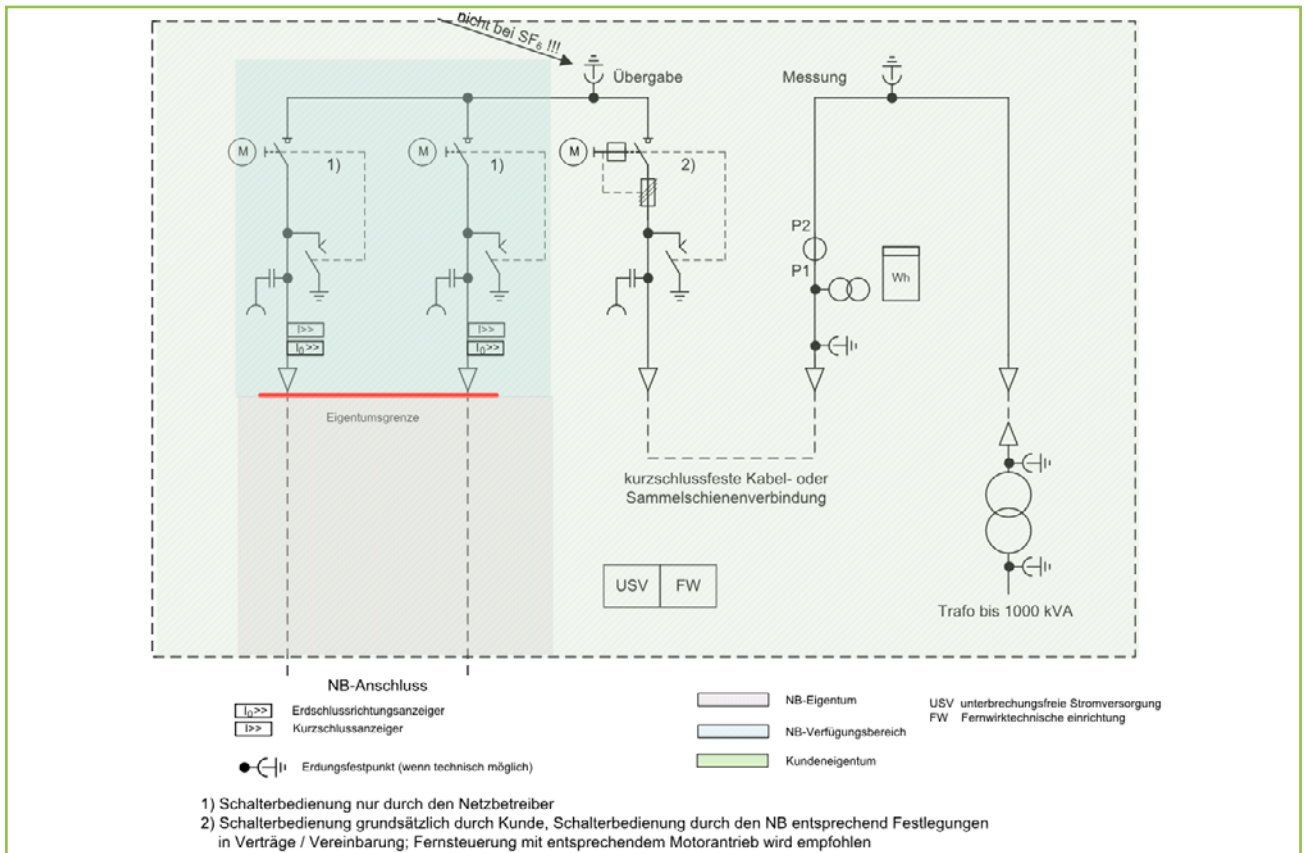 nicht bei SF₆ !!!
Übergabe
Messung
M
1)
M
1)
M
2)
P2
P1
Wh
I>>
I₀>>
I>>
I₀>>
Eigentumsgrenze
kurzschlussfeste Kabel- oder
Sammelschienenverbindung
USV
FW
Trafo bis 1000 kVA
NB-Anschluss
I₀>> Erdschlussrichtungsanzeiger
I>> Kurzschlussanzeiger
Erdungsfestpunkt (wenn technisch möglich)
NB-Eigentum
NB-Verfügungsbereich
Kundeneigentum
USV unterbrechungsfreie Stromversorgung
FW Fernwirktechnische einrichtung
1) Schalterbedienung nur durch den Netzbetreiber
2) Schalterbedienung grundsätzlich durch Kunde, Schalterbedienung durch den NB entsprechend Festlegungen
in Verträge / Vereinbarung; Fernsteuerung mit entsprechendem Motorantrieb wird empfohlen